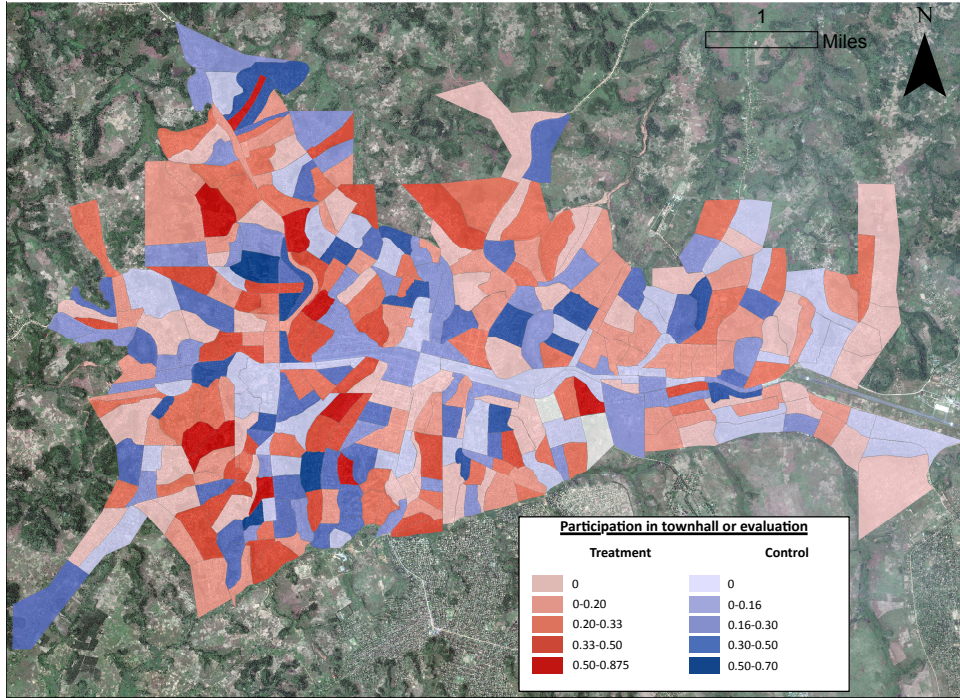 1
Miles
N
Participation in townhall or evaluation
Treatment Control
0 0
0-0.20 0-0.16
0.20-0.33 0.16-0.30
0.33-0.50 0.30-0.50
0.50-0.875 0.50-0.70